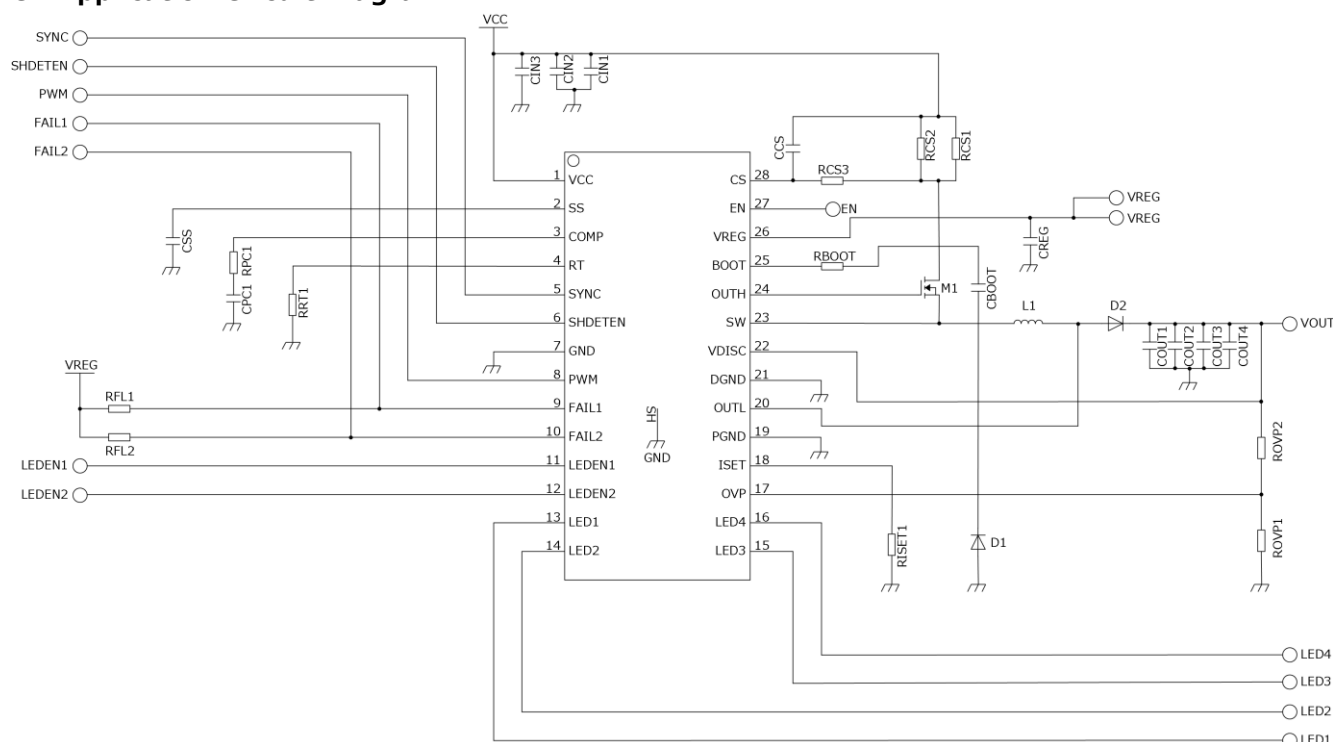 VCC
SYNC
SHDETEN
PWM
FAIL1
FAIL2
CIN3
CIN2
CIN1
CCS
RCS2
RCS1
RCS3
1 VCC
2 SS
3 COMP
4 RT
5 SYNC
6 SHDETEN
7 GND
8 PWM
9 FAIL1
10 FAIL2
11 LEDEN1
12 LEDEN2
13 LED1
14 LED2
CS 28
EN 27
VREG 26
BOOT 25
OUTH 24
SW 23
VDISC 22
DGND 21
OUTL 20
PGND 19
ISET 18
OVP 17
LED4 16
LED3 15
HS
GND
EN
VREG
VREG
CREG
RBOOT
CBOOT
M1
L1
D2
COUT1
COUT2
COUT3
COUT4
VOUT
CSS
RPC1
CPC1
RRT1
VREG
RFL1
RFL2
LEDEN1
LEDEN2
RISET1
D1
ROVP2
ROVP1
LED4
LED3
LED2
LED1